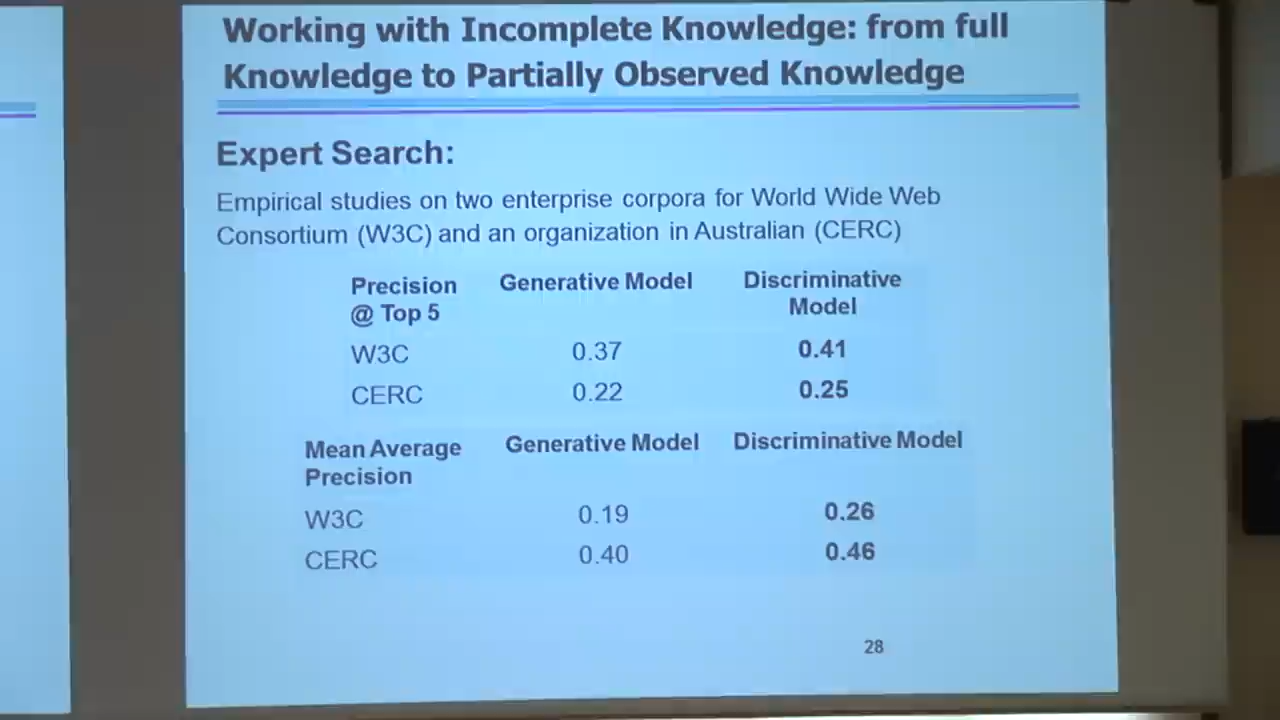 Working with Incomplete Knowledge: from full
Knowledge to Partially Observed Knowledge
Expert Search:
Empirical studies on two enterprise corpora for World Wide Web
Consortium (W3C) and an organization in Australian (CERC)
Precision @ Top 5 Generative Model Discriminative Model
W3C 0.37 0.41
CERC 0.22 0.25
Mean Average Precision Generative Model Discriminative Model
W3C 0.19 0.26
CERC 0.40 0.46
28